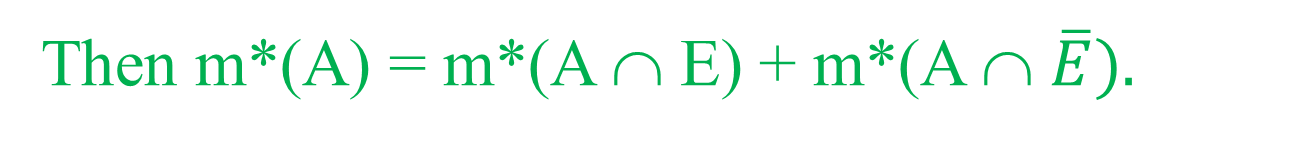 Then m*(A) = m*(A ∩ E) + m*(A ∩ E̅).